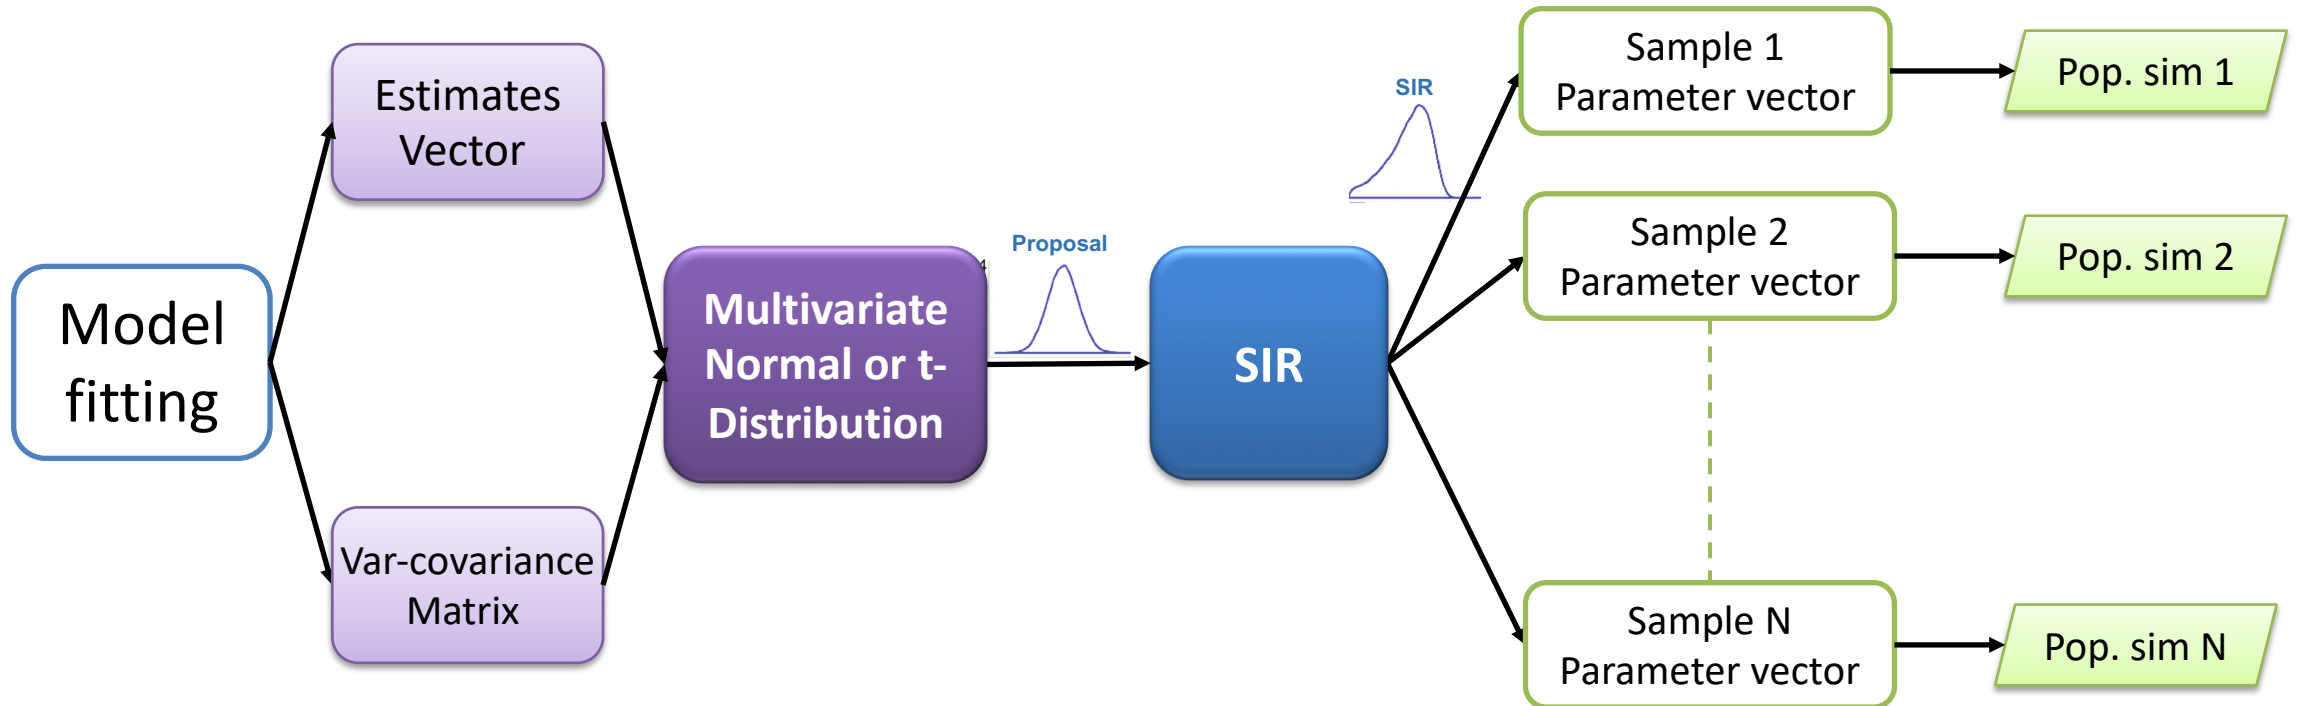 Model
fitting
Estimates
Vector
Var-covariance
Matrix
Multivariate
Normal or t-
Distribution
Proposal
4
SIR
SIR
Sample 1
Parameter vector
Pop. sim 1
Sample 2
Parameter vector
Pop. sim 2
Sample N
Parameter vector
Pop. sim N